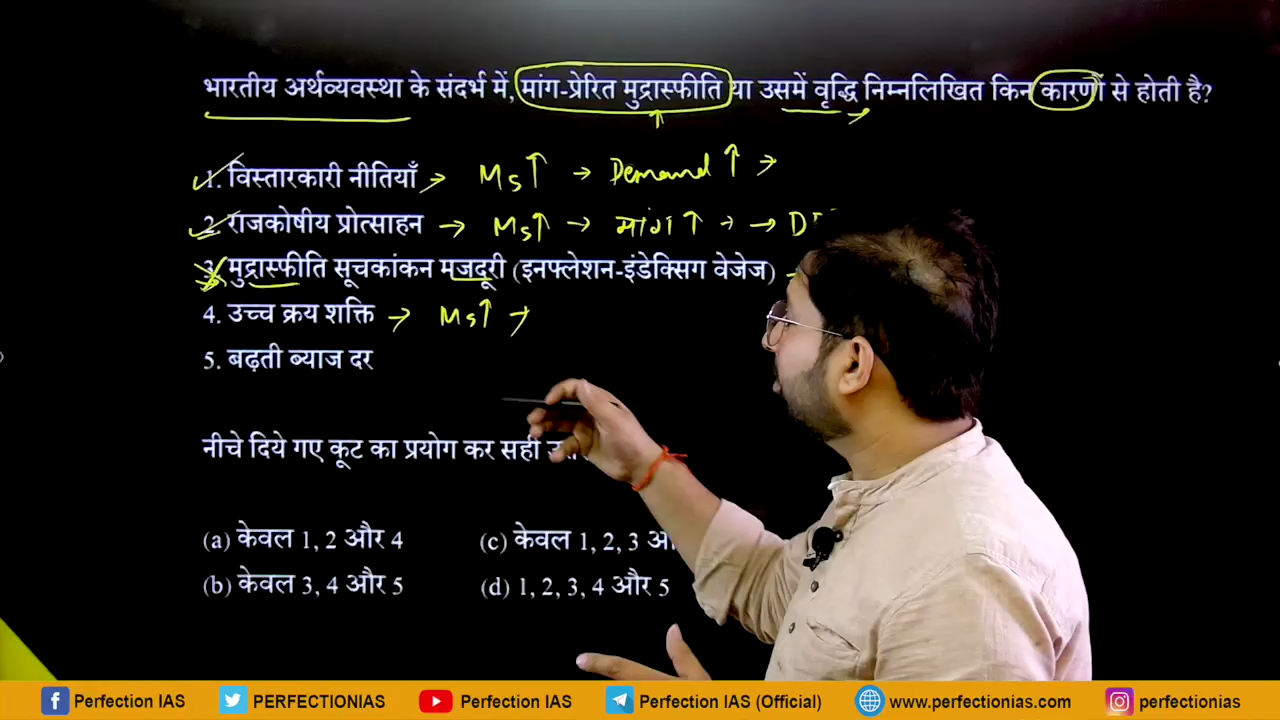 भारतीय अर्थव्यवस्था के संदर्भ में, मांग-प्रेरित मुद्रास्फीति या उसमें वृद्धि निम्नलिखित किन कारणों से होती है?
1. विस्तारकारी नीतियाँ → Ms↑ → Demand ↑ →
2. राजकोषीय प्रोत्साहन → Ms↑ → मांग ↑ → →
3. मुद्रास्फीति सूचकांकन मजदूरी (इनफ्लेशन-इंडेक्सिग वेजेज)
4. उच्च क्रय शक्ति → Ms↑ →
5. बढ़ती ब्याज दर
नीचे दिये गए कूट का प्रयोग कर सही
(a) केवल 1, 2 और 4
(c) केवल 1, 2, 3
(b) केवल 3, 4 और 5
(d) 1, 2, 3, 4 और 5
Perfection IAS
PERFECTIONIAS
Perfection IAS
Perfection IAS (Official)
www.perfectionias.com
perfectionias